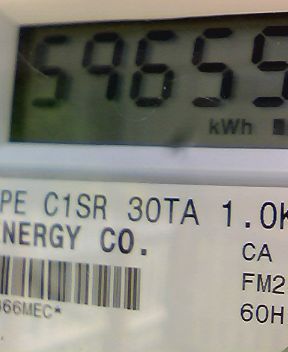 59655
kWh
PE C1SR 30TA 1.0K
NERGY CO.
CA
FM2
66MEC*
60H